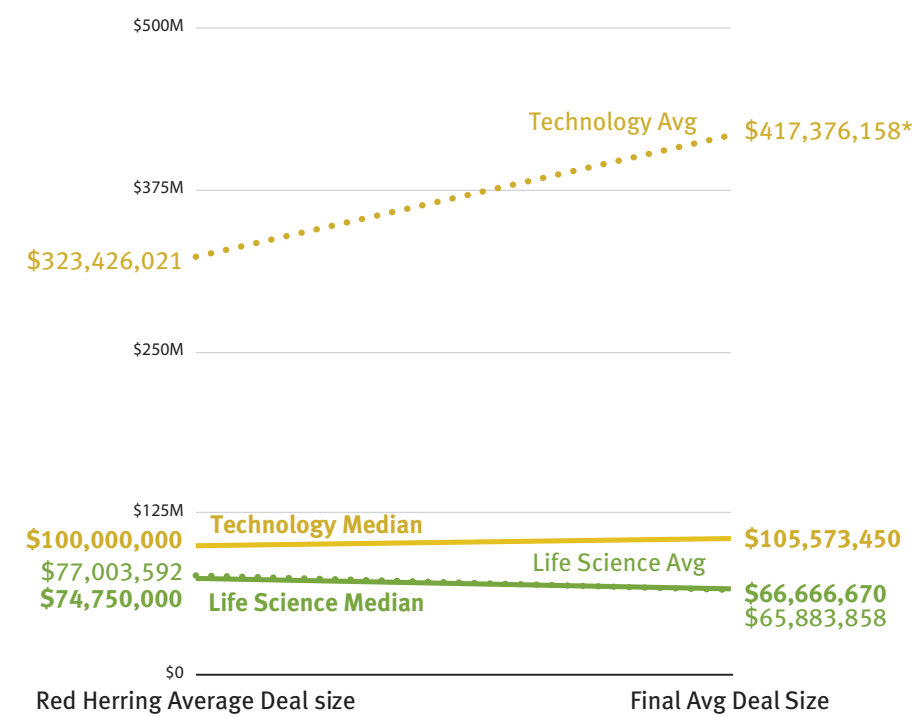 $500M
Technology Avg
$417,376,158*
$375M
$323,426,021
$250M
$125M
Technology Median
$100,000,000
$105,573,450
Life Science Avg
$77,003,592
$74,750,000
Life Science Median
$66,666,670
$65,883,858
$0
Red Herring Average Deal size
Final Avg Deal Size